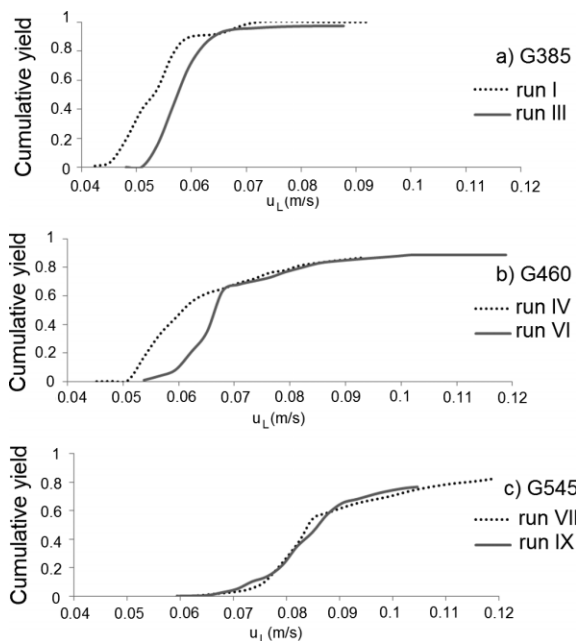 Cumulative yield
1
0.8
0.6
0.4
0.2
0
a) G385
run I
run III
0.04 0.05 0.06 0.07 0.08 0.09 0.1 0.11 0.12
uL(m/s)
Cumulative yield
1
0.8
0.6
0.4
0.2
0
b) G460
run IV
run VI
0.04 0.05 0.06 0.07 0.08 0.09 0.1 0.11 0.12
uL(m/s)
Cumulative yield
1
0.8
0.6
0.4
0.2
0
c) G545
run VII
run IX
0.04 0.05 0.06 0.07 0.08 0.09 0.1 0.11 0.12
uL(m/s)